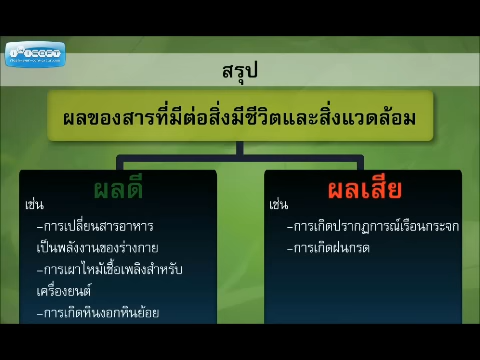 สรุป
ผลของสารที่มีต่อสิ่งมีชีวิตและสิ่งแวดล้อม
ผลดี
เช่น
-การเปลี่ยนสารอาหาร
เป็นพลังงานของร่างกาย
-การเผาไหม้เชื้อเพลิงสำหรับ
เครื่องยนต์
-การเกิดหินงอกหินย้อย
ผลเสีย
เช่น
-การเกิดปรากฏการณ์เรือนกระจก
-การเกิดฝนกรด